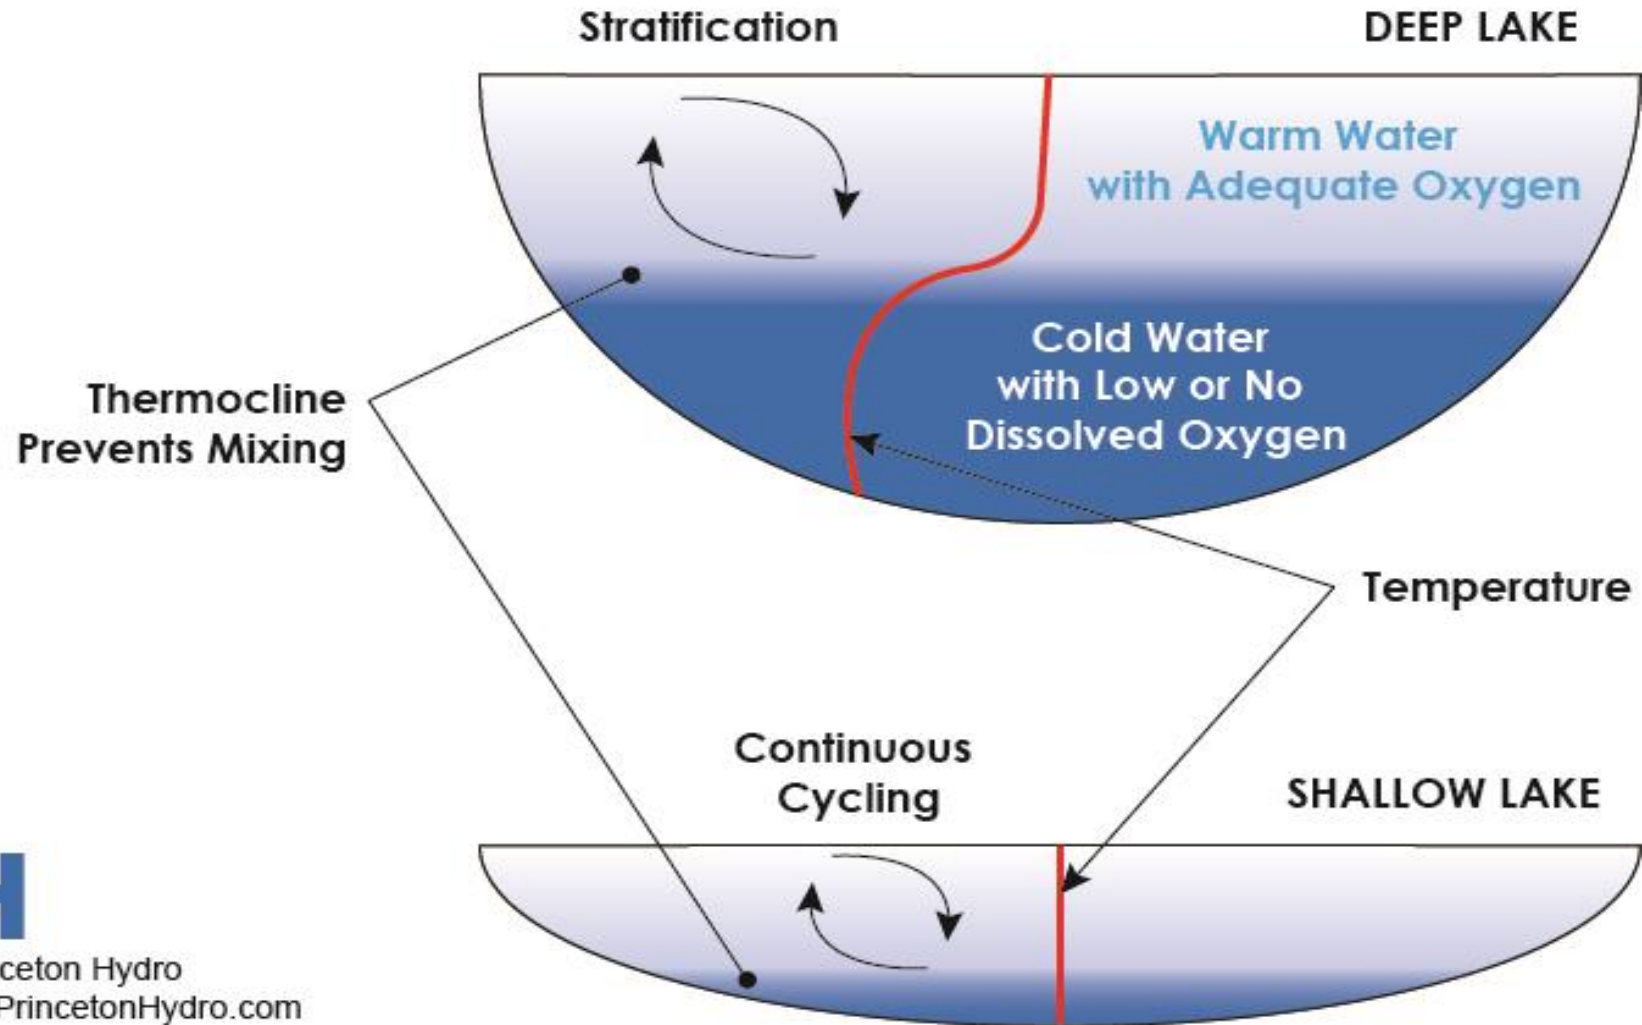 Stratification
DEEP LAKE
Warm Water
with Adequate Oxygen
Cold Water
with Low or No
Dissolved Oxygen
Thermocline
Prevents Mixing
Temperature
Continuous
Cycling
SHALLOW LAKE
H
ceton Hydro
PrincetonHydro.com